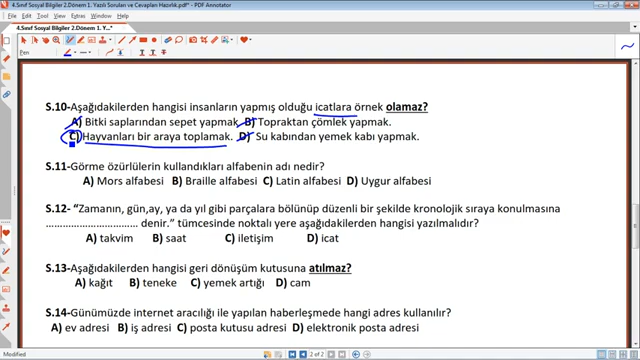 4.Sınıf Sosyal Bilgiler 2.Dönem 1. Yazılı Soruları ve Cevapları Hazırlık.pdf* - PDF Annotator
File Edit Tools View Window Help
4.Sınıf Sosyal Bilgiler 2.Dönem 1. Y...*
Pen
S.10-Aşağıdakilerden hangisi insanların yapmış olduğu icatlara örnek olamaz?
A) Bitki saplarından sepet yapmak B) Topraktan çömlek yapmak.
C) Hayvanları bir araya toplamak. D) Su kabından yemek kabı yapmak.
S.11-Görme özürlülerin kullandıkları alfabenin adı nedir?
A) Mors alfabesi B) Braille alfabesi C) Latin alfabesi D) Uygur alfabesi
S.12- “Zamanın, gün,ay, ya da yıl gibi parçalara bölünüp düzenli bir şekilde kronolojik sıraya konulmasına
………………………… denir.” tümcesinde noktalı yere aşağıdakilerden hangisi yazılmalıdır?
A) takvim B) saat C) iletişim D) icat
S.13-Aşağıdakilerden hangisi geri dönüşüm kutusuna atılmaz?
A) kağıt B) teneke C) yemek artığı D) cam
S.14-Günümüzde internet aracılığı ile yapılan haberleşmede hangi adres kullanılır?
A) ev adresi B) iş adresi C) posta kutusu adresi D) elektronik posta adresi
Modified
2 of 2